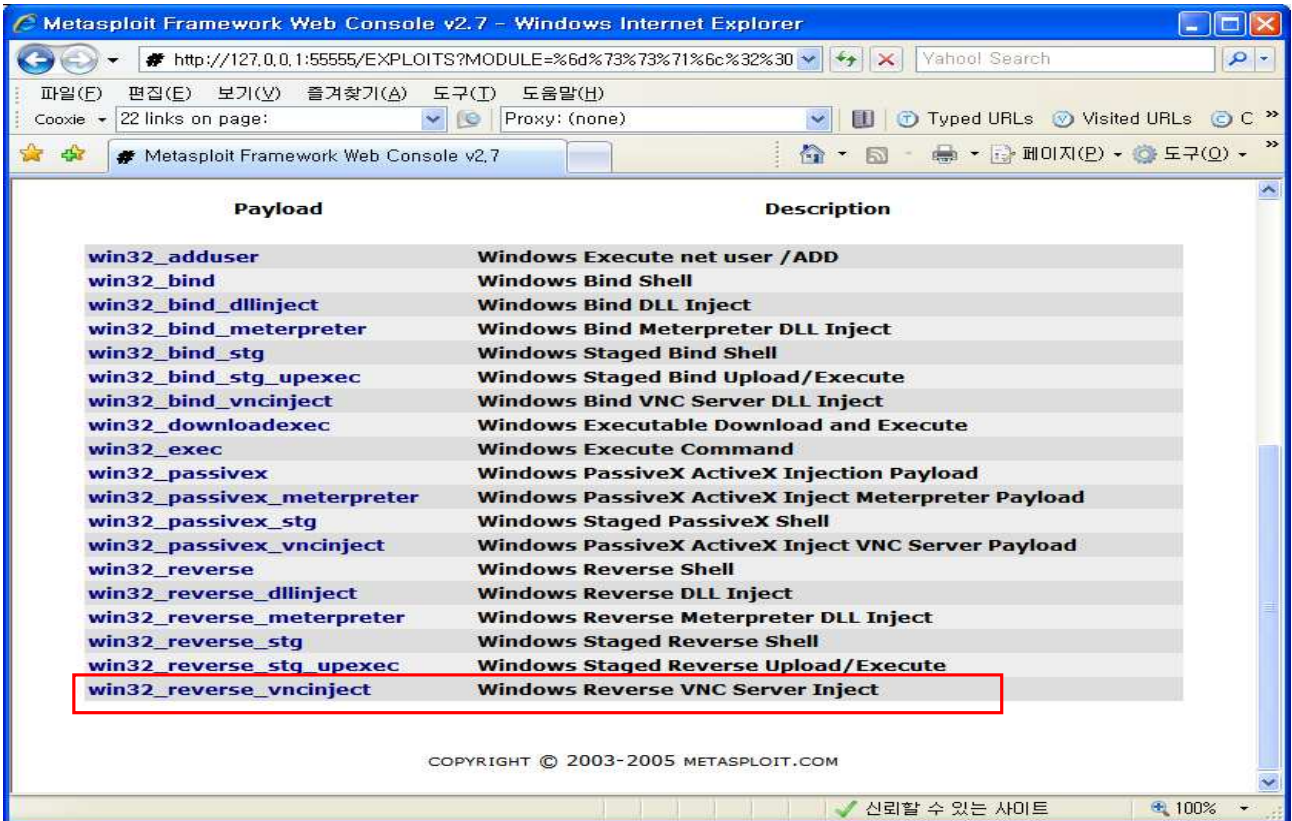 Metasploit Framework Web Console v2.7 - Windows Internet Explorer
http://127.0.0.1:55555/EXPLOITS?MODULE=%6d%73%73%71%6c%32%30
Yahoo! Search
파일(F) 편집(E) 보기(V) 즐겨찾기(A) 도구(T) 도움말(H)
Cooxie 22 links on page: Proxy: (none) Typed URLs Visited URLs C »
Metasploit Framework Web Console v2.7 페이지(P) 도구(O) »
Payload Description
win32_adduser Windows Execute net user /ADD
win32_bind Windows Bind Shell
win32_bind_dllinject Windows Bind DLL Inject
win32_bind_meterpreter Windows Bind Meterpreter DLL Inject
win32_bind_stg Windows Staged Bind Shell
win32_bind_stg_upexec Windows Staged Bind Upload/Execute
win32_bind_vncinject Windows Bind VNC Server DLL Inject
win32_downloadexec Windows Executable Download and Execute
win32_exec Windows Execute Command
win32_passivex Windows PassiveX ActiveX Injection Payload
win32_passivex_meterpreter Windows PassiveX ActiveX Inject Meterpreter Payload
win32_passivex_stg Windows Staged PassiveX Shell
win32_passivex_vncinject Windows PassiveX ActiveX Inject VNC Server Payload
win32_reverse Windows Reverse Shell
win32_reverse_dllinject Windows Reverse DLL Inject
win32_reverse_meterpreter Windows Reverse Meterpreter DLL Inject
win32_reverse_stg Windows Staged Reverse Shell
win32_reverse_stg_upexec Windows Staged Reverse Upload/Execute
win32_reverse_vncinject Windows Reverse VNC Server Inject
COPYRIGHT © 2003-2005 METASPLOIT.COM
신뢰할 수 있는 사이트 100%